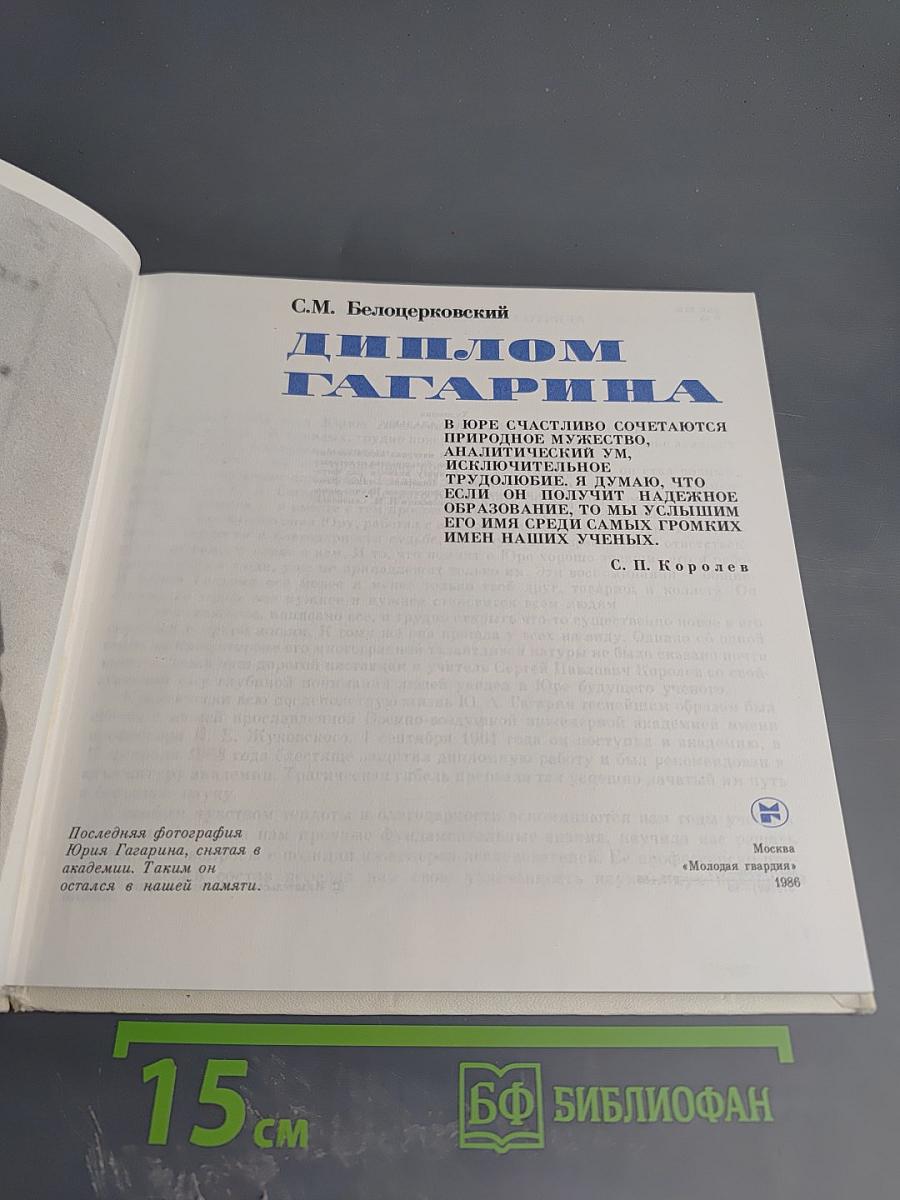 С.М. Белоцерковский
ДИПЛОМ
ГАГАРИНА
В ЮРЕ СЧАСТЛИВО СОЧЕТАЮТСЯ
ПРИРОДНОЕ МУЖЕСТВО,
АНАЛИТИЧЕСКИЙ УМ,
ИСКЛЮЧИТЕЛЬНОЕ
ТРУДОЛЮБИЕ. Я ДУМАЮ, ЧТО
ЕСЛИ ОН ПОЛУЧИТ НАДЕЖНОЕ
ОБРАЗОВАНИЕ, ТО МЫ УСЛЫШИМ
ЕГО ИМЯ СРЕДИ САМЫХ ГРОМКИХ
ИМЕН НАШИХ УЧЕНЫХ.
С. П. Королев
Последняя фотография
Юрия Гагарина, снятая в
академии. Таким он
остался в нашей памяти.
Москва
«Молодая гвардия»
1986
15 см
БФ БИБЛИОФАН